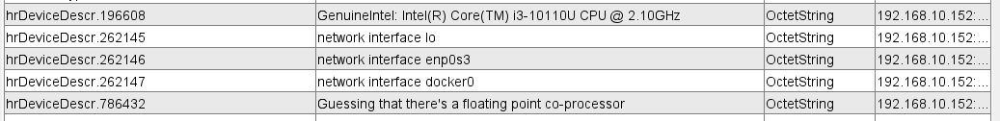 hrDeviceDescr.196608 GenuineIntel: Intel(R) Core(TM) i3-10110U CPU @ 2.10GHz OctetString 192.168.10.152:...
hrDeviceDescr.262145 network interface lo OctetString 192.168.10.152:...
hrDeviceDescr.262146 network interface enp0s3 OctetString 192.168.10.152:...
hrDeviceDescr.262147 network interface docker0 OctetString 192.168.10.152:...
hrDeviceDescr.786432 Guessing that there's a floating point co-processor OctetString 192.168.10.152:...